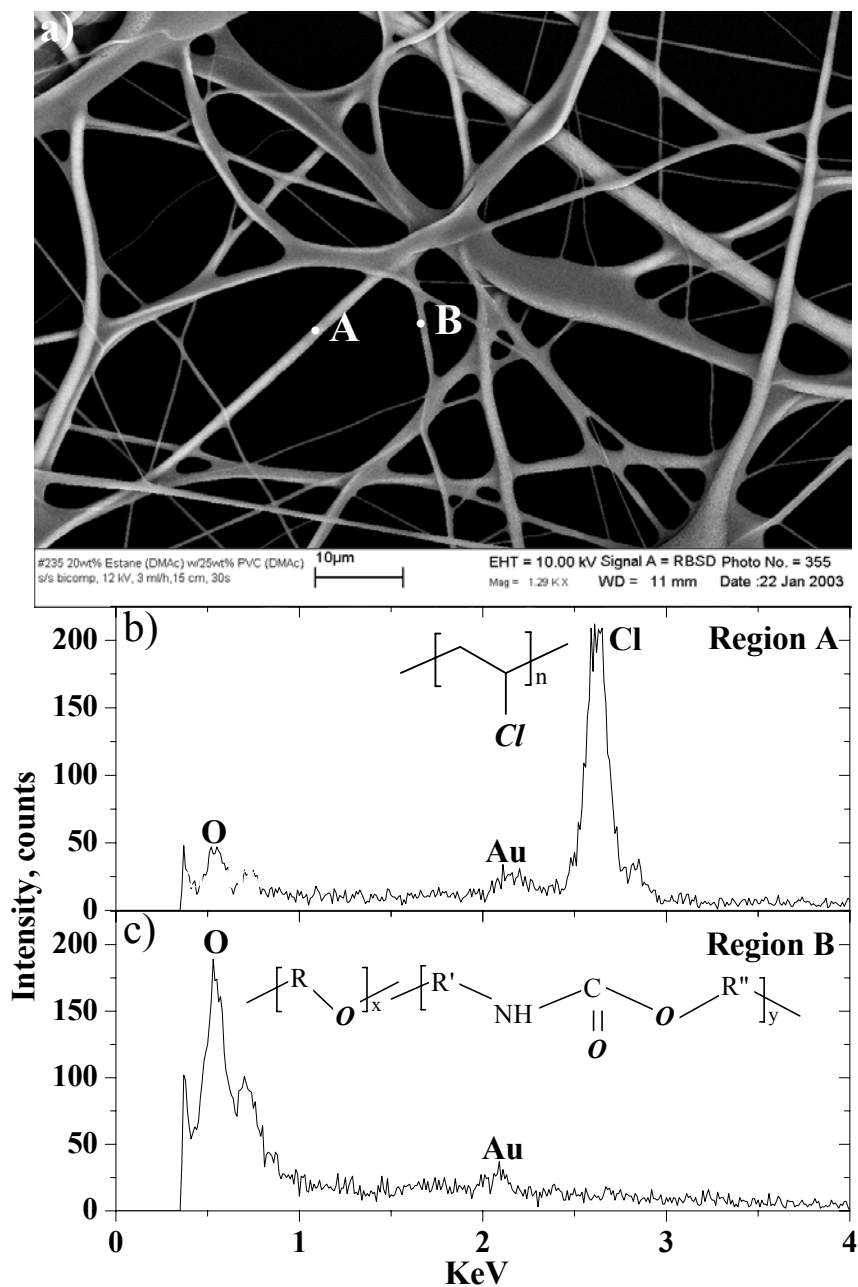 a)
A
B
#235 20wt% Estane (DMAc) w/25wt% PVC (DMAc)
s/s bicomp, 12 kV, 3 ml/h,15 cm, 30s
10µm
EHT = 10.00 kV Signal A = RBSD Photo No. = 355
Mag = 1.29 K X WD = 11 mm Date :22 Jan 2003
b)
Region A
200
150
100
50
0
O
Au
Cl
n
Cl
Intensity, counts
c)
Region B
200
150
100
50
0
O
Au
R
O
x
R'
NH
C
O
O
R"
y
0 1 2 3 4
KeV